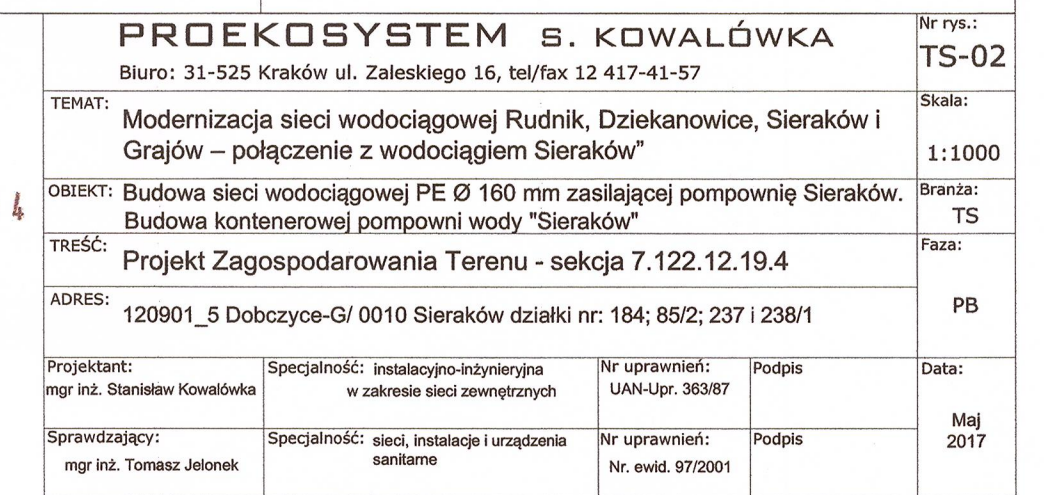 PROEKOSYSTEM S. KOWALÓWKA
Biuro: 31-525 Kraków ul. Zaleskiego 16, tel/fax 12 417-41-57
Nr rys.:
TS-02
TEMAT:
Modernizacja sieci wodociągowej Rudnik, Dziekanowice, Sieraków i
Grajów – połączenie z wodociągiem Sieraków”
Skala:
1:1000
4
OBIEKT:
Budowa sieci wodociągowej PE Ø 160 mm zasilającej pompownię Sieraków.
Budowa kontenerowej pompowni wody "Sieraków"
Branża:
TS
TREŚĆ:
Projekt Zagospodarowania Terenu - sekcja 7.122.12.19.4
Faza:
PB
ADRES:
120901_5 Dobczyce-G/ 0010 Sieraków działki nr: 184; 85/2; 237 i 238/1
Projektant:
mgr inż. Stanisław Kowalówka
Specjalność: instalacyjno-inżynieryjna
w zakresie sieci zewnętrznych
Nr uprawnień:
UAN-Upr. 363/87
Podpis
Data:
Maj
2017
Sprawdzający:
mgr inż. Tomasz Jelonek
Specjalność: sieci, instalacje i urządzenia
sanitarne
Nr uprawnień:
Nr. ewid. 97/2001
Podpis